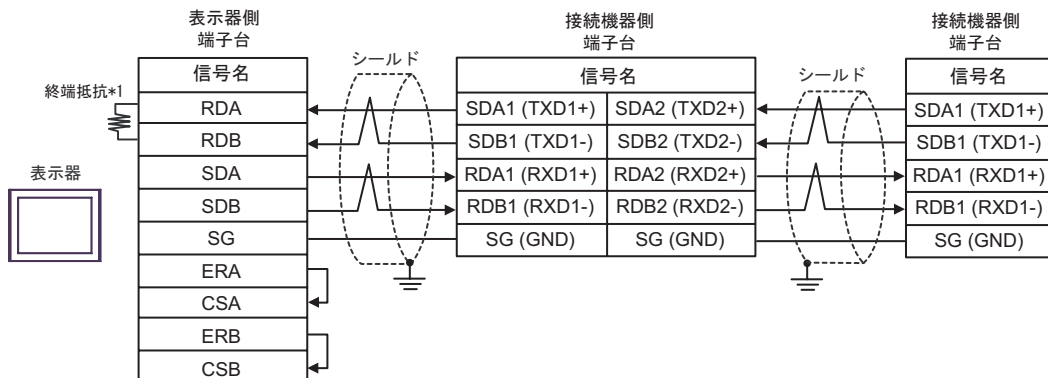 表示器側
端子台
接続機器側
端子台
接続機器側
端子台
シールド
シールド
終端抵抗*1
表示器
信号名
RDA
RDB
SDA
SDB
SG
ERA
CSA
ERB
CSB
信号名
SDA1 (TXD1+) SDA2 (TXD2+)
SDB1 (TXD1-) SDB2 (TXD2-)
RDA1 (RXD1+) RDA2 (RXD2+)
RDB1 (RXD1-) RDB2 (RXD2-)
SG (GND) SG (GND)
信号名
SDA1 (TXD1+)
SDB1 (TXD1-)
RDA1 (RXD1+)
RDB1 (RXD1-)
SG (GND)